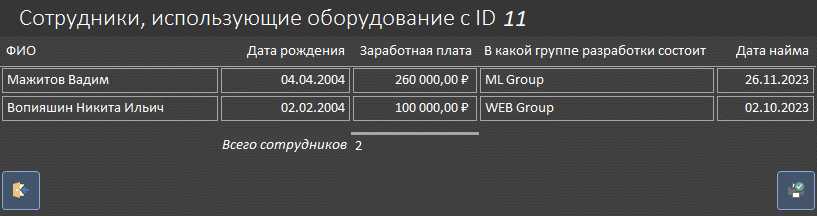 Сотрудники, использующие оборудование с ID 11
ФИО Дата рождения Заработная плата В какой группе разработки состоит Дата найма
Мажитов Вадим 04.04.2004 260 000,00 ₽ ML Group 26.11.2023
Вопияшин Никита Ильич 02.02.2004 100 000,00 ₽ WEB Group 02.10.2023
Всего сотрудников 2